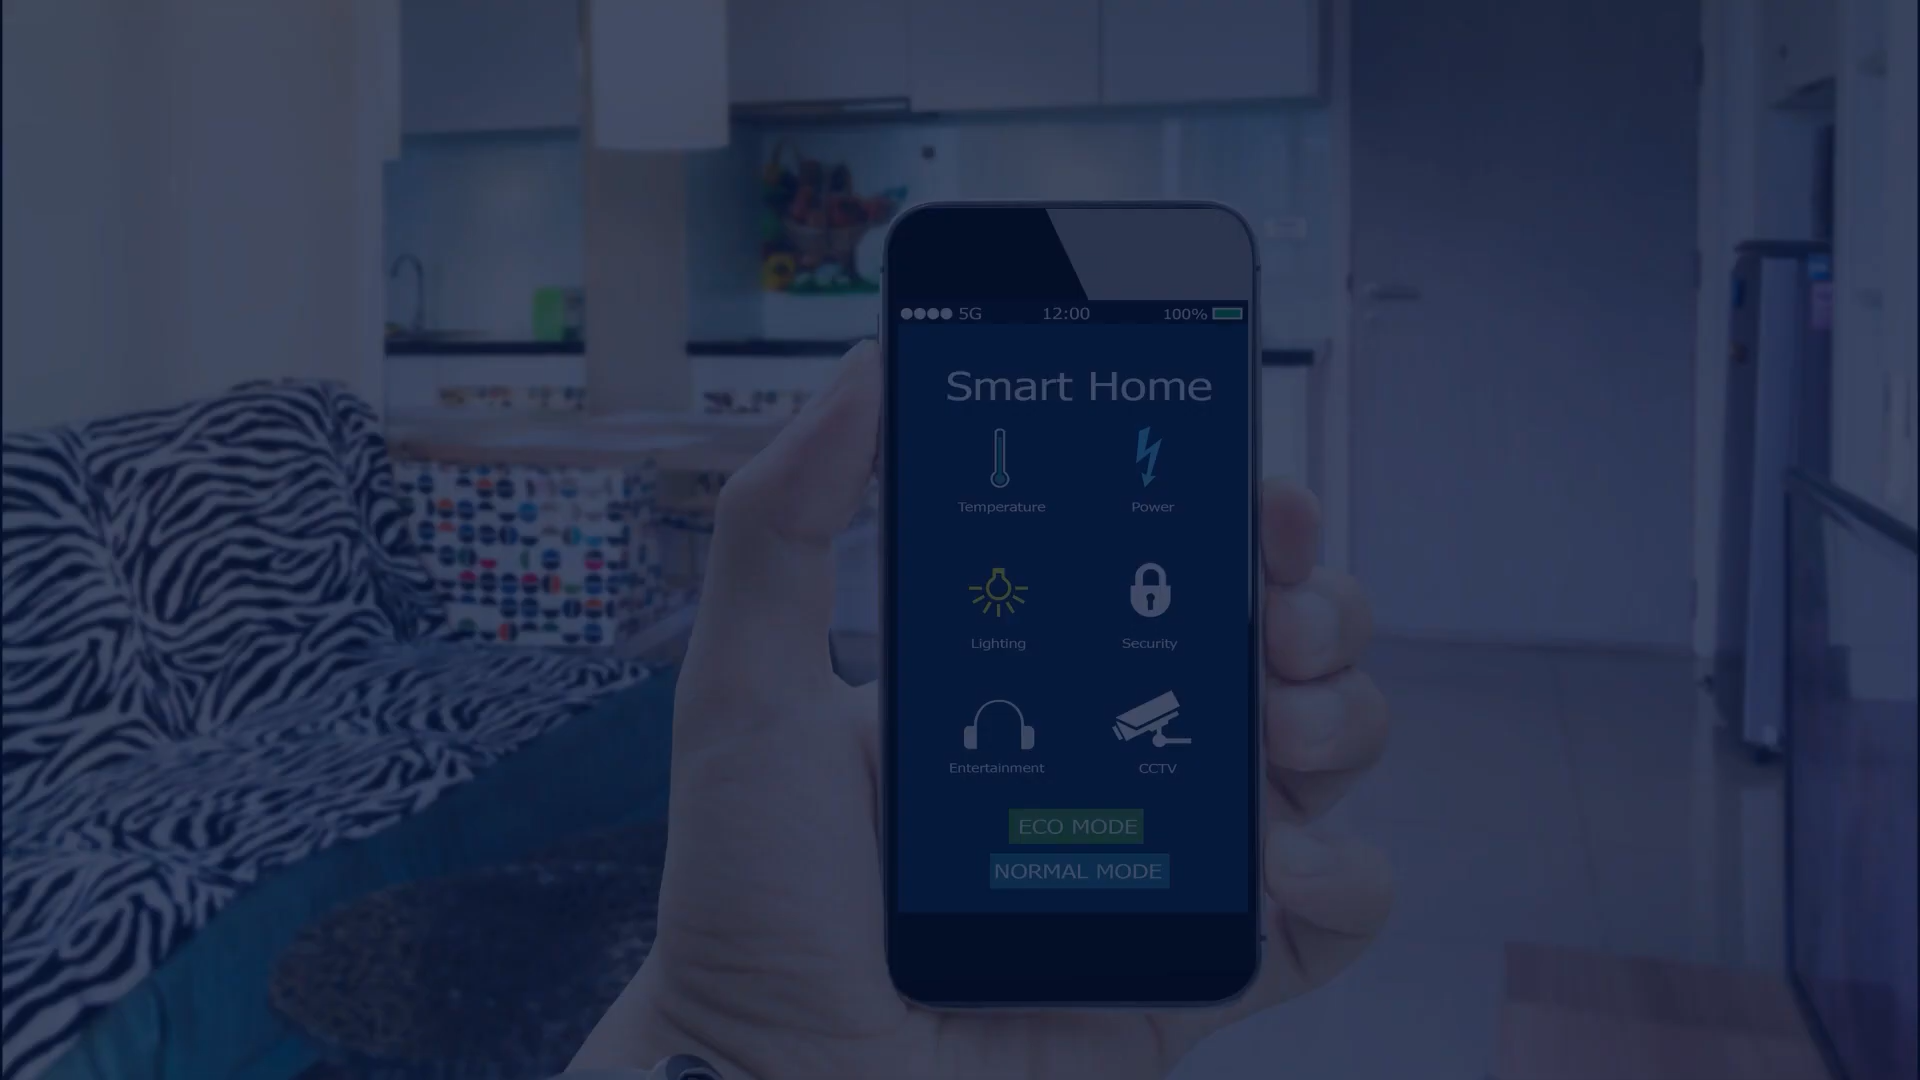 5G 12:00 100%
Smart Home
Temperature Power
Lighting Security
Entertainment CCTV
ECO MODE
NORMAL MODE